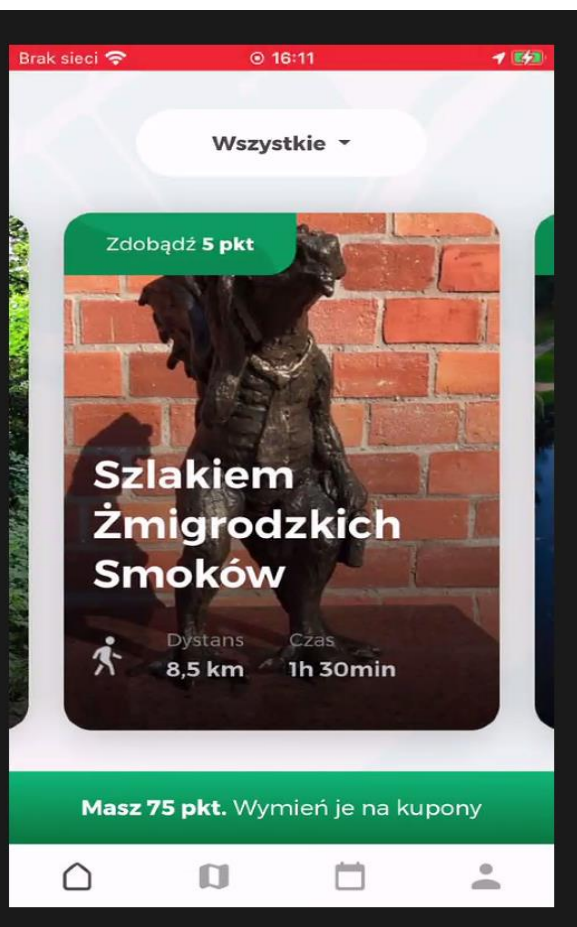 Brak sieci 16:11
Wszystkie
Zdobądź 5 pkt
Szlakiem
Żmigrodzkich
Smoków
Dystans Czas
8,5 km 1h 30min
Masz 75 pkt. Wymień je na kupony